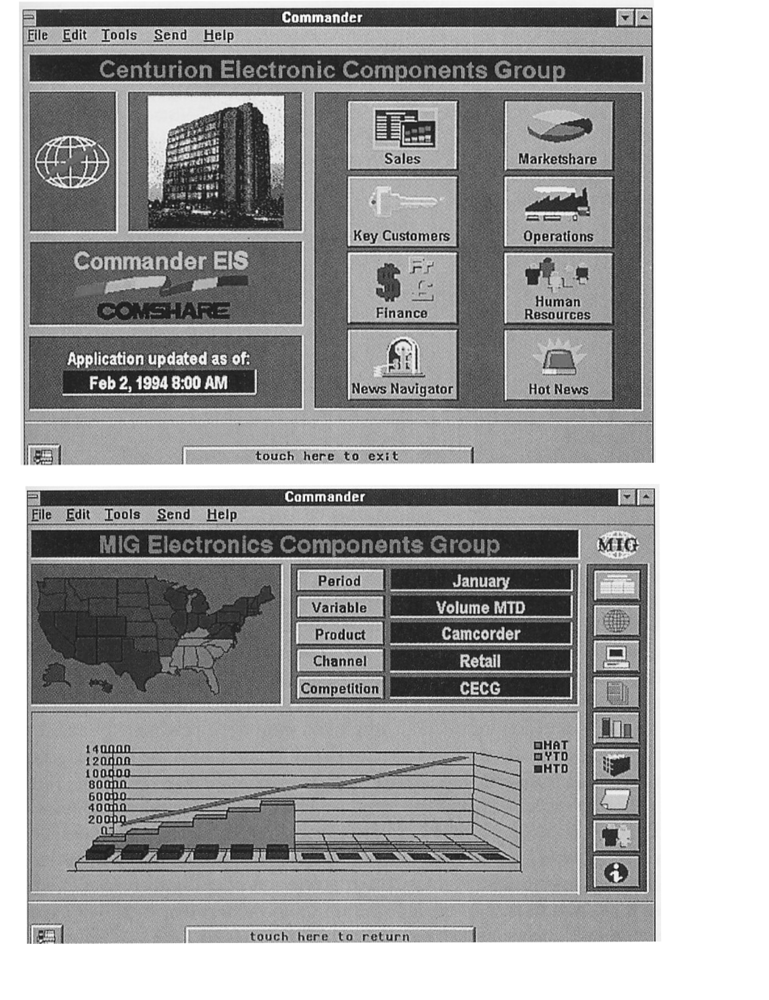 Commander
File Edit Tools Send Help
Centurion Electronic Components Group
Sales
Marketshare
Key Customers
Operations
Commander EIS
COMSHARE
Fr
$ £
Finance
Human
Resources
Application updated as of:
Feb 2, 1994 8:00 AM
News Navigator
Hot News
touch here to exit
Commander
File Edit Tools Send Help
MIG Electronics Components Group
MIG
Period January
Variable Volume MTD
Product Camcorder
Channel Retail
Competition CECG
140000
120000
100000
80000
60000
40000
20000
0
MAT
YTD
MTD
i
touch here to return